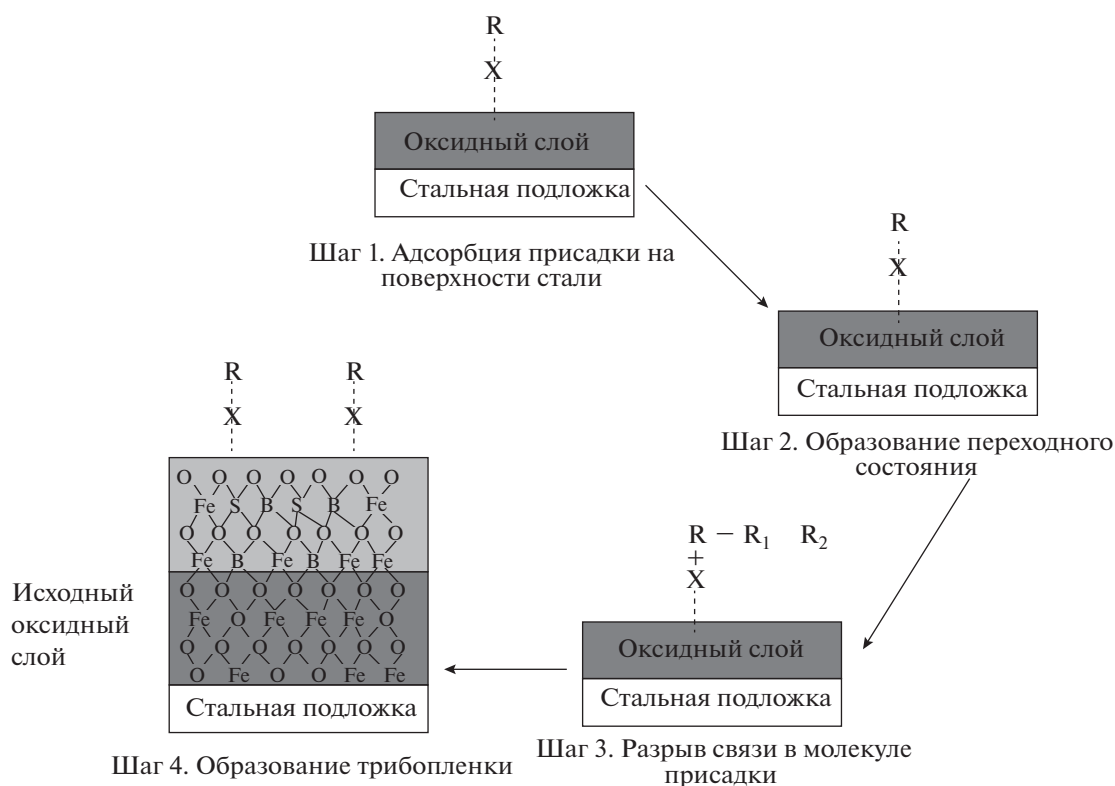 R
X
Оксидный слой
Стальная подложка
Шаг 1. Адсорбция присадки на
поверхности стали
R
X
Оксидный слой
Стальная подложка
Шаг 2. Образование переходного
состояния
R – R₁ R₂
+
X
Оксидный слой
Стальная подложка
Шаг 3. Разрыв связи в молекуле
присадки
R R
X X
O O O O O O O
Fe S B S B Fe
O O O O O O O
Fe B Fe B Fe Fe
O O O O O O O
Fe O Fe Fe Fe O
O O O O O O O
O Fe O O Fe Fe
Исходный
оксидный
слой
Стальная подложка
Шаг 4. Образование трибопленки